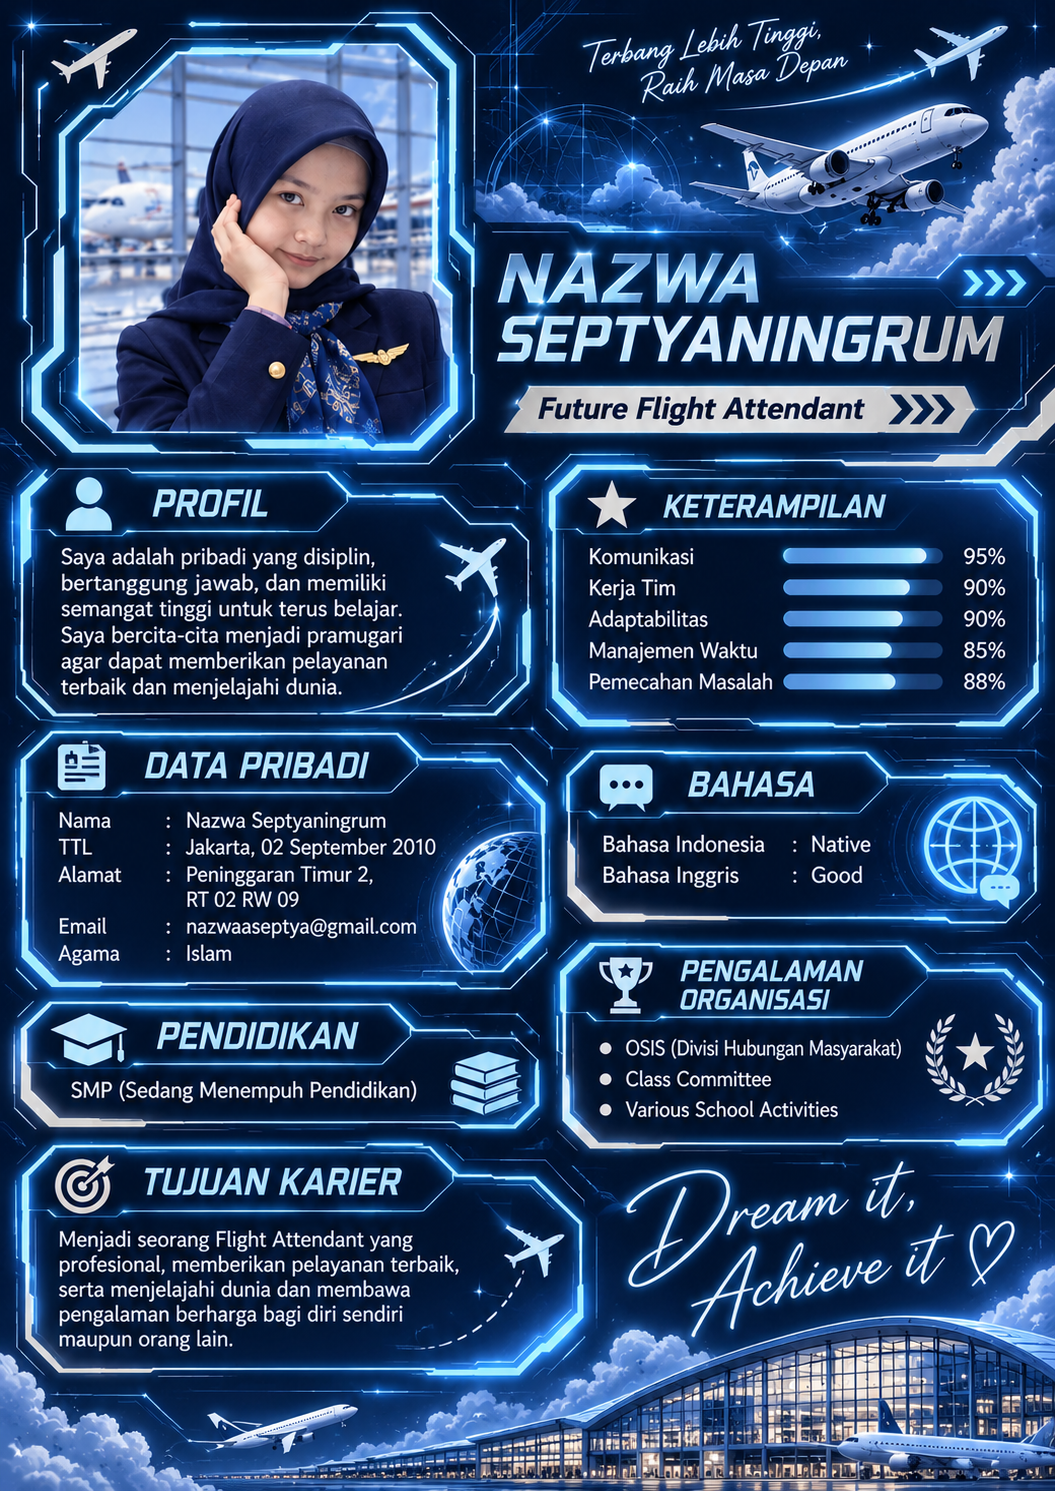 Terbang Lebih Tinggi,
Raih Masa Depan
NAZWA
SEPTYANINGRUM
Future Flight Attendant
PROFIL
Saya adalah pribadi yang disiplin,
bertanggung jawab, dan memiliki
semangat tinggi untuk terus belajar.
Saya bercita-cita menjadi pramugari
agar dapat memberikan pelayanan
terbaik dan menjelajahi dunia.
KETERAMPILAN
Komunikasi 95%
Kerja Tim 90%
Adaptabilitas 90%
Manajemen Waktu 85%
Pemecahan Masalah 88%
DATA PRIBADI
Nama : Nazwa Septyaningrum
TTL : Jakarta, 02 September 2010
Alamat : Peninggaran Timur 2,
RT 02 RW 09
Email : nazwaaseptya@gmail.com
Agama : Islam
BAHASA
Bahasa Indonesia : Native
Bahasa Inggris : Good
PENDIDIKAN
SMP (Sedang Menempuh Pendidikan)
PENGALAMAN
ORGANISASI
● OSIS (Divisi Hubungan Masyarakat)
● Class Committee
● Various School Activities
TUJUAN KARIER
Menjadi seorang Flight Attendant yang
profesional, memberikan pelayanan terbaik,
serta menjelajahi dunia dan membawa
pengalaman berharga bagi diri sendiri
maupun orang lain.
Dream it,
Achieve it ♡